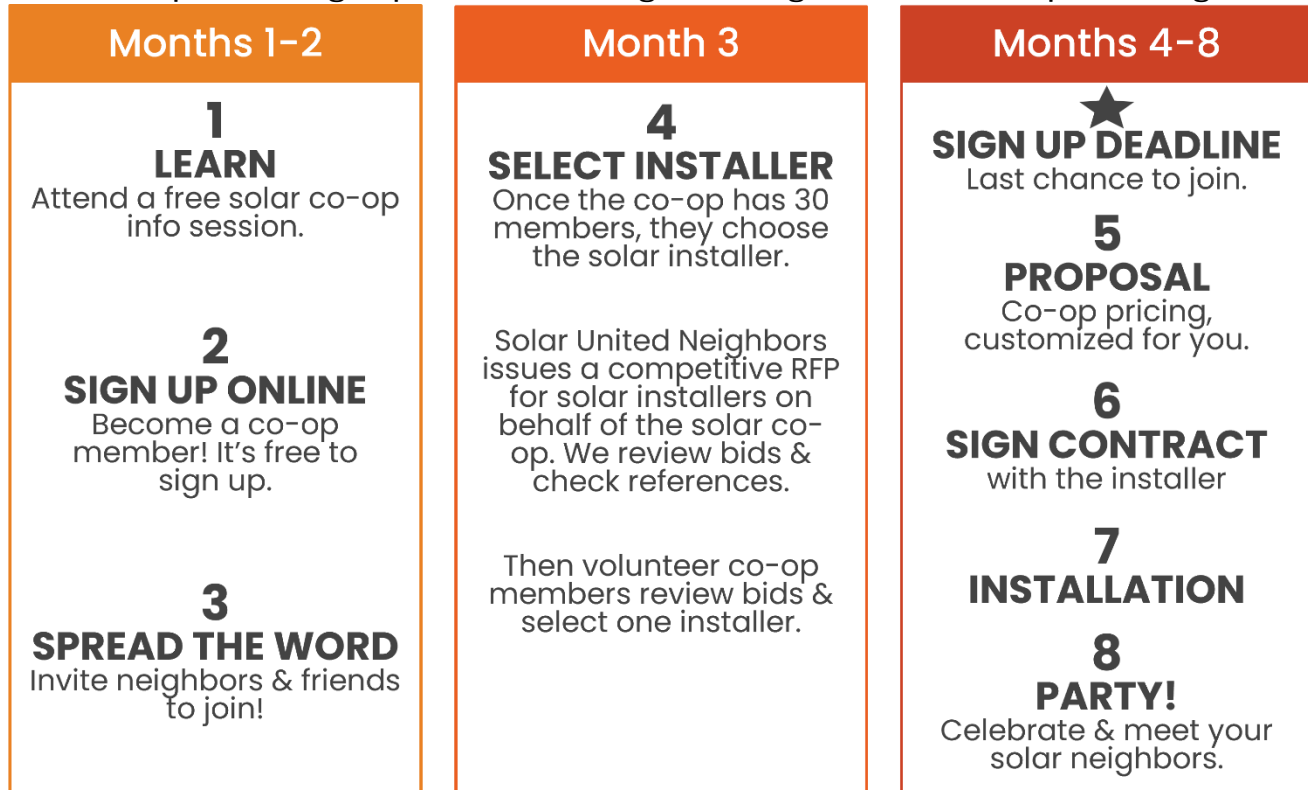 Months 1-2
1
LEARN
Attend a free solar co-op
info session.
2
SIGN UP ONLINE
Become a co-op
member! It's free to
sign up.
3
SPREAD THE WORD
Invite neighbors & friends
to join!
Month 3
4
SELECT INSTALLER
Once the co-op has 30
members, they choose
the solar installer.
Solar United Neighbors
issues a competitive RFP
for solar installers on
behalf of the solar co-
op. We review bids &
check references.
Then volunteer co-op
members review bids &
select one installer.
Months 4-8
SIGN UP DEADLINE
Last chance to join.
5
PROPOSAL
Co-op pricing,
customized for you.
6
SIGN CONTRACT
with the installer
7
INSTALLATION
8
PARTY!
Celebrate & meet your
solar neighbors.